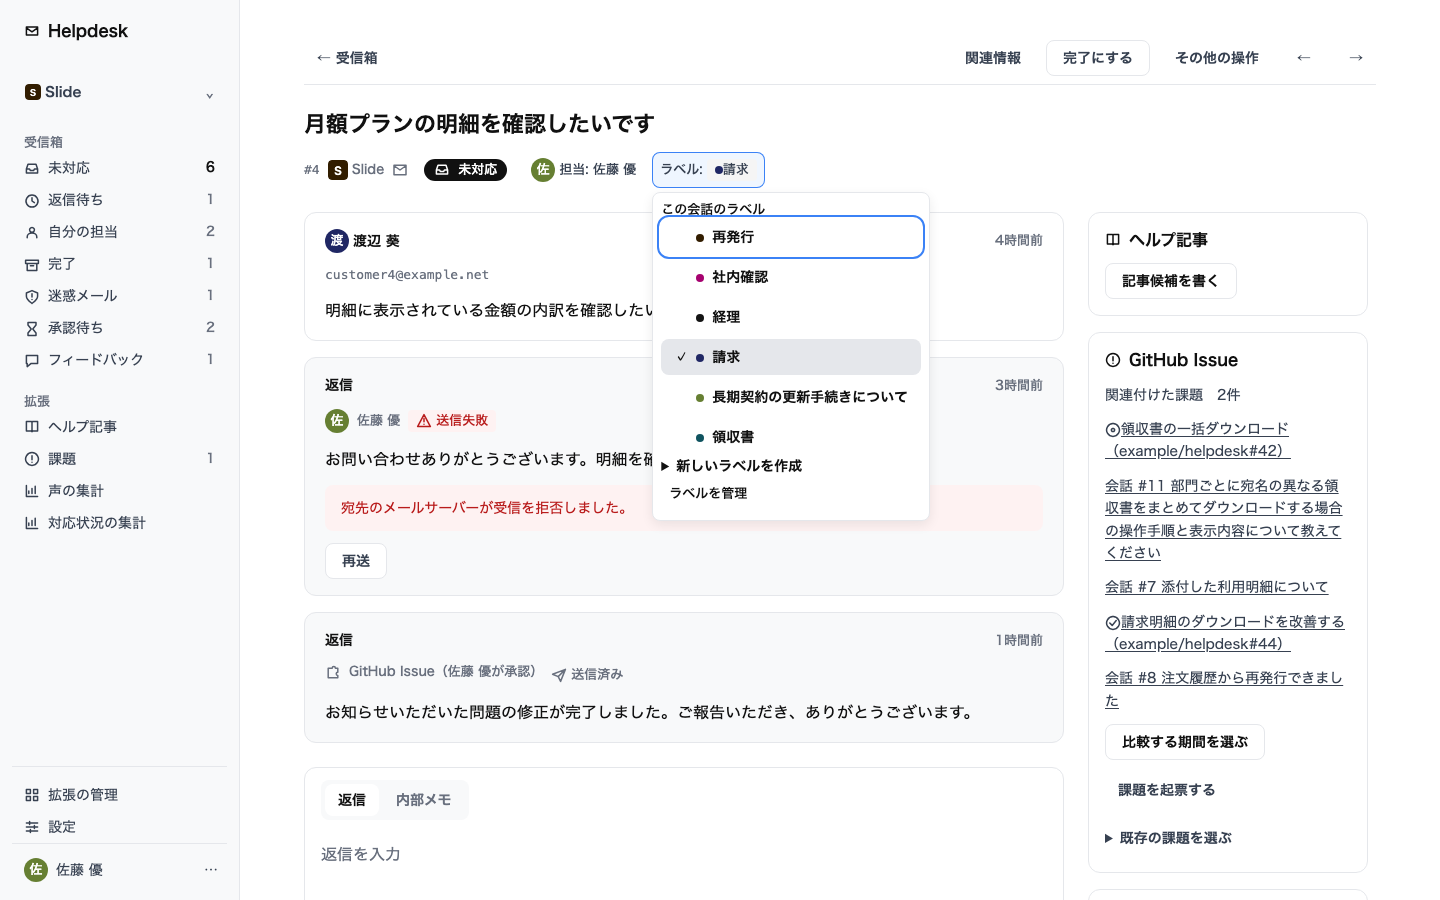 Helpdesk
S Slide
受信箱
未対応 6
返信待ち 1
自分の担当 2
完了 1
迷惑メール 1
承認待ち 2
フィードバック 1
拡張
ヘルプ記事
課題 1
声の集計
対応状況の集計
拡張の管理
設定
佐 佐藤 優 …
← 受信箱
関連情報 完了にする その他の操作 ← →
月額プランの明細を確認したいです
#4 S Slide 未対応 佐 担当: 佐藤 優 ラベル: 請求
この会話のラベル
再発行
社内確認
経理
✓ 請求
長期契約の更新手続きについて
領収書
▶ 新しいラベルを作成
ラベルを管理
渡 渡辺 葵 4時間前
customer4@example.net
明細に表示されている金額の内訳を確認したい
返信 3時間前
佐 佐藤 優 送信失敗
お問い合わせありがとうございます。明細を確
宛先のメールサーバーが受信を拒否しました。
再送
返信 1時間前
GitHub Issue（佐藤 優が承認） 送信済み
お知らせいただいた問題の修正が完了しました。ご報告いただき、ありがとうございます。
返信 内部メモ
返信を入力
ヘルプ記事
記事候補を書く
GitHub Issue
関連付けた課題 2件
領収書の一括ダウンロード
（example/helpdesk#42）
会話 #11 部門ごとに宛名の異なる領
収書をまとめてダウンロードする場合
の操作手順と表示内容について教えて
ください
会話 #7 添付した利用明細について
請求明細のダウンロードを改善する
（example/helpdesk#44）
会話 #8 注文履歴から再発行できまし
た
比較する期間を選ぶ
課題を起票する
▶ 既存の課題を選ぶ